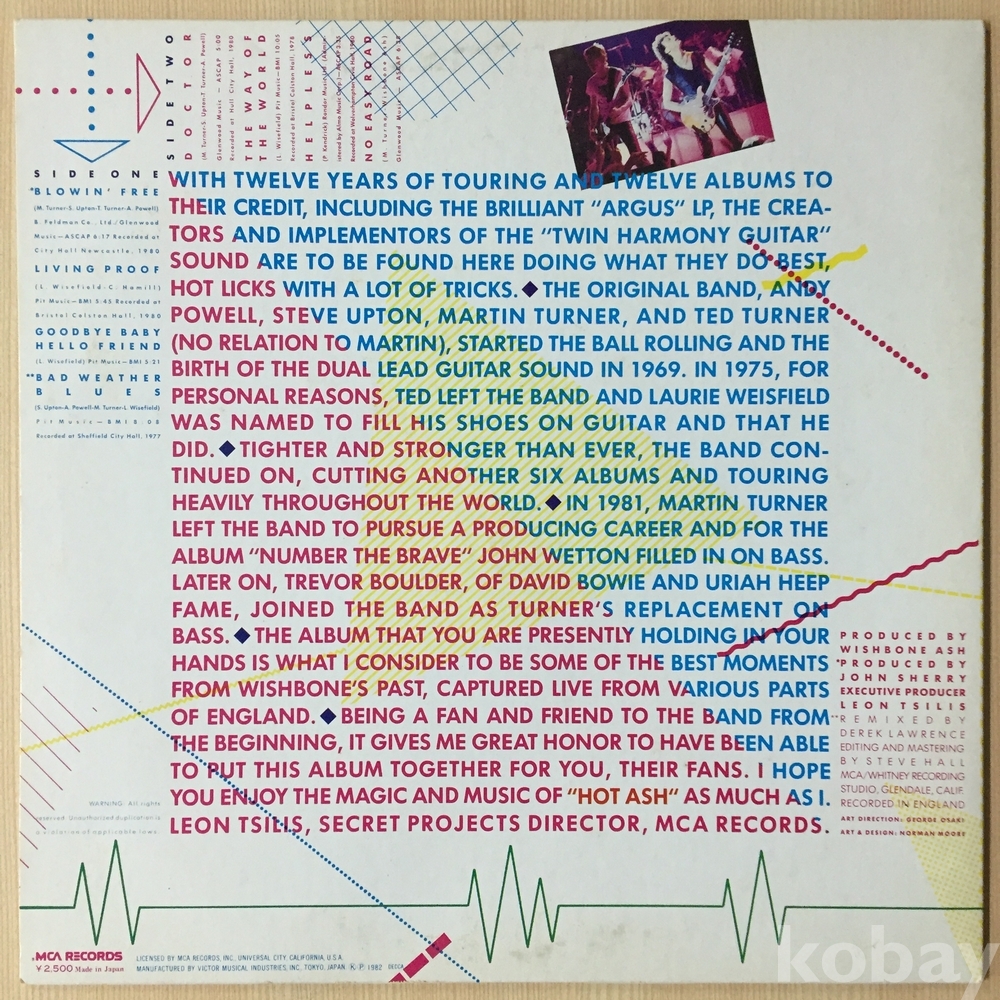 SIDE TWO
DOCTOR
(M. Turner-S. Upton-T. Turner-A. Powell)
Glenwood Music - ASCAP 5:00
Recorded at Hull City Hall, 1980
THE WAY OF
THE WORLD
(L. Wisefield) Pit Music-BMI 10:05
Recorded at Bristol Colston Hall, 1978
HELPLESS
NO EASY ROAD
SIDE ONE
*BLOWIN' FREE
(M. Turner-S. Upton-T. Turner-A. Powell)
B. Feldman Co., Ltd./Glenwood
Music-ASCAP 6:17 Recorded at
City Hall Newcastle, 1980
LIVING PROOF
(L. Wisefield-C. Hamill)
Pit Music-BMI 5:45 Recorded at
Bristol Colston Hall, 1980
GOODBYE BABY
HELLO FRIEND
(L. Wisefield) Pit Music-BMI 5:21
**BAD WEATHER
BLUES
(S. Upton-A. Powell-M. Turner-L. Wisefield)
Pit Music-BMI 8:08
Recorded at Sheffield City Hall, 1977
WITH TWELVE YEARS OF TOURING AND TWELVE ALBUMS TO
THEIR CREDIT, INCLUDING THE BRILLIANT "ARGUS" LP, THE CREA-
TORS AND IMPLEMENTORS OF THE "TWIN HARMONY GUITAR"
SOUND ARE TO BE FOUND HERE DOING WHAT THEY DO BEST,
HOT LICKS WITH A LOT OF TRICKS. ◆ THE ORIGINAL BAND, ANDY
POWELL, STEVE UPTON, MARTIN TURNER, AND TED TURNER
(NO RELATION TO MARTIN), STARTED THE BALL ROLLING AND THE
BIRTH OF THE DUAL LEAD GUITAR SOUND IN 1969. IN 1975, FOR
PERSONAL REASONS, TED LEFT THE BAND AND LAURIE WEISFIELD
WAS NAMED TO FILL HIS SHOES ON GUITAR AND THAT HE
DID. ◆ TIGHTER AND STRONGER THAN EVER, THE BAND CON-
TINUED ON, CUTTING ANOTHER SIX ALBUMS AND TOURING
HEAVILY THROUGHOUT THE WORLD. ◆ IN 1981, MARTIN TURNER
LEFT THE BAND TO PURSUE A PRODUCING CAREER AND FOR THE
ALBUM "NUMBER THE BRAVE" JOHN WETTON FILLED IN ON BASS.
LATER ON, TREVOR BOULDER, OF DAVID BOWIE AND URIAH HEEP
FAME, JOINED THE BAND AS TURNER'S REPLACEMENT ON
BASS. ◆ THE ALBUM THAT YOU ARE PRESENTLY HOLDING IN YOUR
HANDS IS WHAT I CONSIDER TO BE SOME OF THE BEST MOMENTS
FROM WISHBONE'S PAST, CAPTURED LIVE FROM VARIOUS PARTS
OF ENGLAND. ◆ BEING A FAN AND FRIEND TO THE BAND FROM
THE BEGINNING, IT GIVES ME GREAT HONOR TO HAVE BEEN ABLE
TO PUT THIS ALBUM TOGETHER FOR YOU, THEIR FANS. I HOPE
YOU ENJOY THE MAGIC AND MUSIC OF "HOT ASH" AS MUCH AS I.
LEON TSILIS, SECRET PROJECTS DIRECTOR, MCA RECORDS.
PRODUCED BY
WISHBONE ASH
*PRODUCED BY
JOHN SHERRY
EXECUTIVE PRODUCER
LEON TSILIS
**REMIXED BY
DEREK LAWRENCE
EDITING AND MASTERING
BY STEVE HALL
MCA/WHITNEY RECORDING
STUDIO, GLENDALE, CALIF.
RECORDED IN ENGLAND
ART DIRECTION: GEORGE OSAKI
ART & DESIGN: NORMAN MOORE
WARNING: All rights
reserved. Unauthorized duplication is
a violation of applicable laws.
MCA RECORDS
¥2,500 Made in Japan
LICENSED BY MCA RECORDS, INC., UNIVERSAL CITY, CALIFORNIA, U.S.A.
MANUFACTURED BY VICTOR MUSICAL INDUSTRIES, INC. TOKYO, JAPAN. Ⓚ Ⓟ 1982 DECCA
kobay